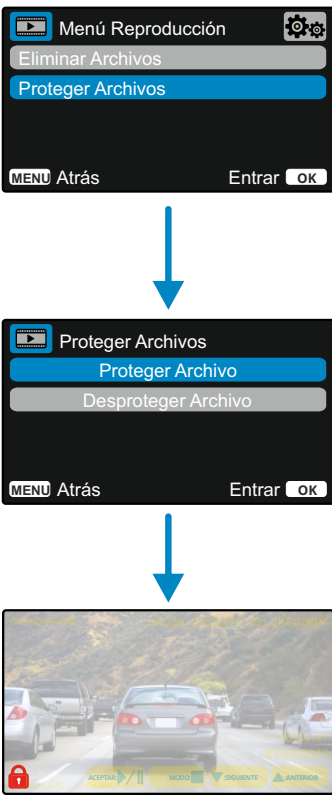 Menú Reproducción
Eliminar Archivos
Proteger Archivos
MENU Atrás Entrar OK
Proteger Archivos
Proteger Archivo
Desproteger Archivo
MENU Atrás Entrar OK
ACEPTAR: MODO: :SIGUIENTE :ANTERIOR